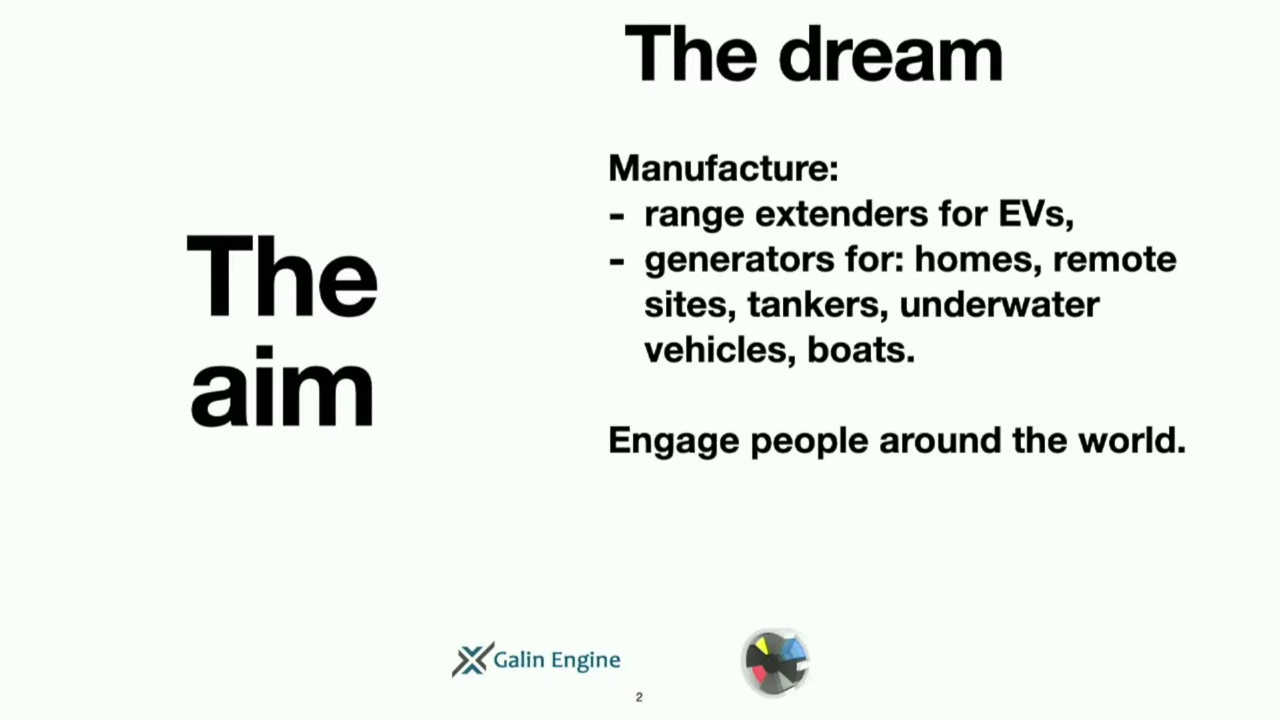 The dream
The
aim
Manufacture:
- range extenders for EVs,
- generators for: homes, remote
sites, tankers, underwater
vehicles, boats.
Engage people around the world.
Galin Engine
2